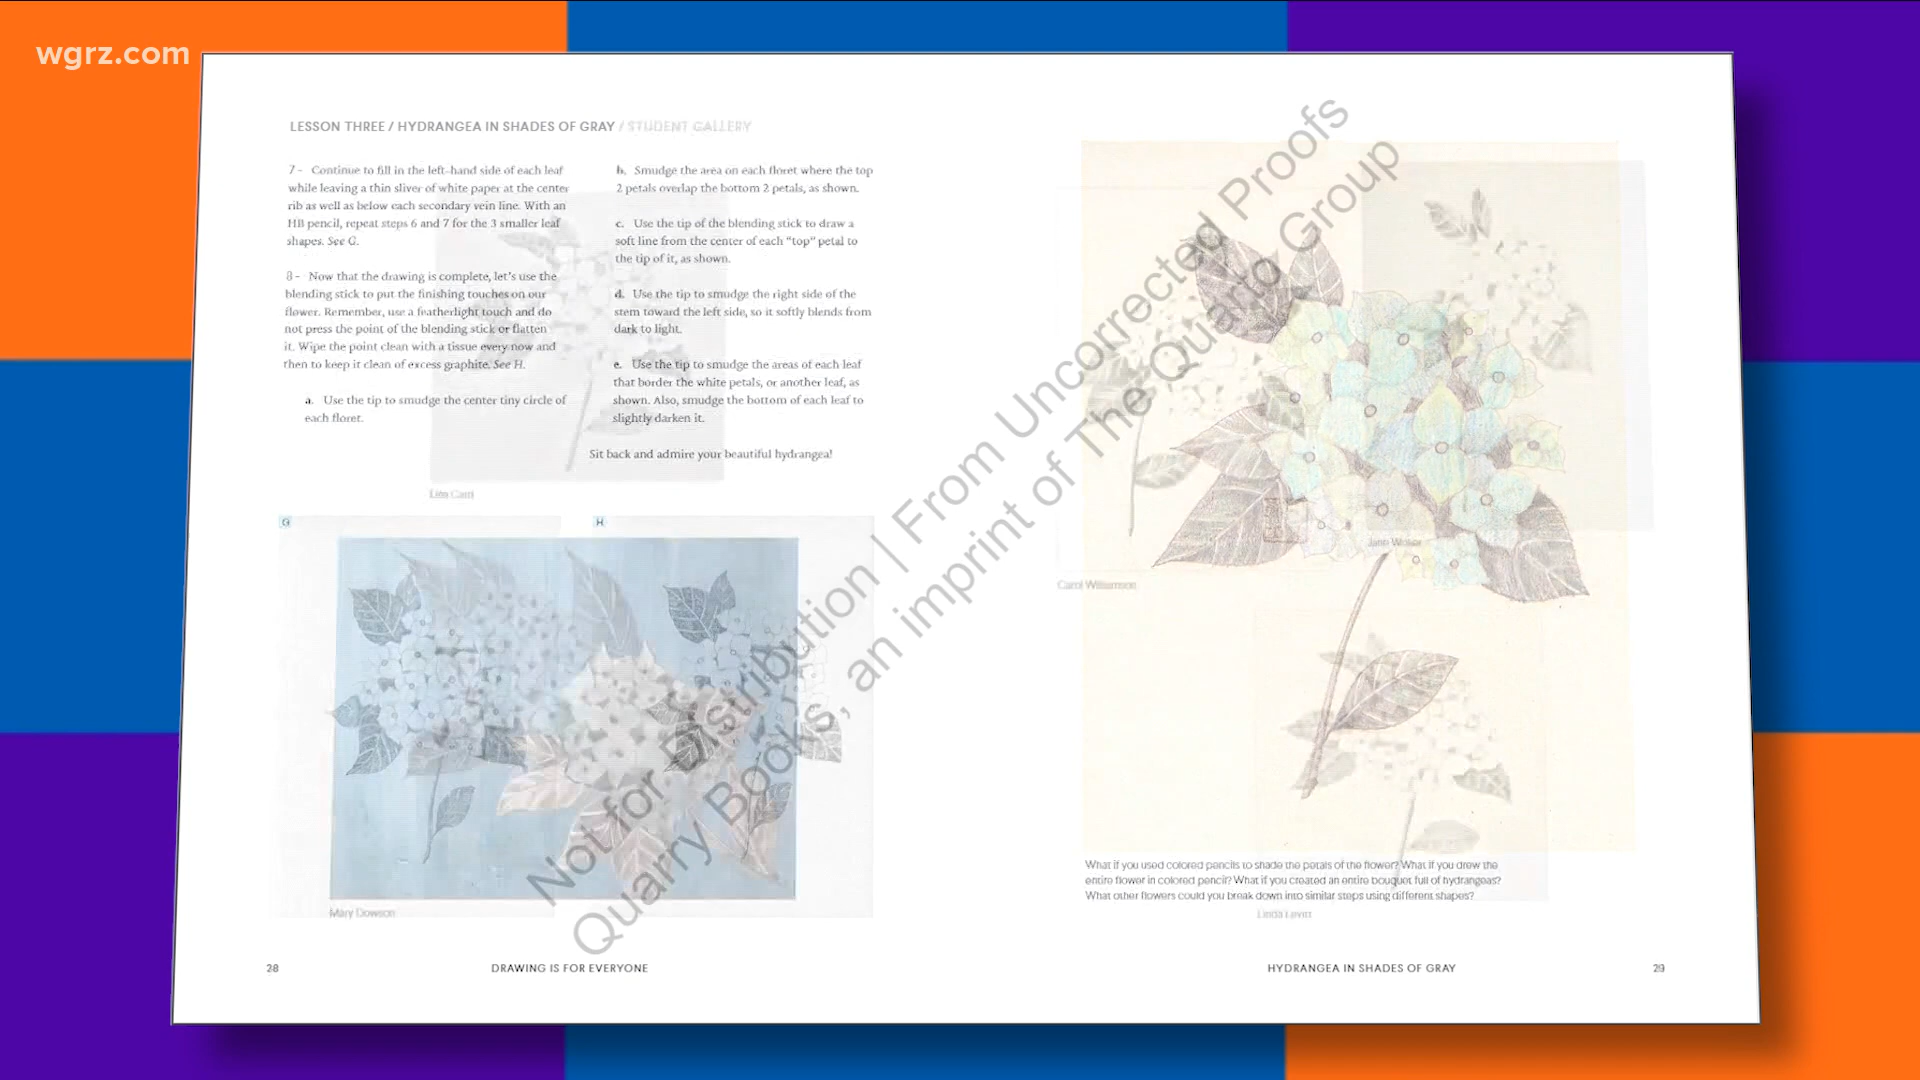 wgrz.com
LESSON THREE / HYDRANGEA IN SHADES OF GRAY / STUDENT GALLERY
7 - Continue to fill in the left-hand side of each leaf
while leaving a thin sliver of white paper at the center
rib as well as below each secondary vein line. With an
HB pencil, repeat steps 6 and 7 for the 3 smaller leaf
shapes. See G.
8 - Now that the drawing is complete, let's use the
blending stick to put the finishing touches on our
flower. Remember, use a featherlight touch and do
not press the point of the blending stick or flatten
it. Wipe the point clean with a tissue every now and
then to keep it clean of excess graphite. See H.
a. Use the tip to smudge the center tiny circle of
each floret.
b. Smudge the area on each floret where the top
2 petals overlap the bottom 2 petals, as shown.
c. Use the tip of the blending stick to draw a
soft line from the center of each "top" petal to
the tip of it, as shown.
d. Use the tip to smudge the right side of the
stem toward the left side, so it softly blends from
dark to light.
e. Use the tip to smudge the areas of each leaf
that border the white petals, or another leaf, as
shown. Also, smudge the bottom of each leaf to
slightly darken it.
Sit back and admire your beautiful hydrangea!
G
H
Mary Dowson
28
DRAWING IS FOR EVERYONE
Not for Distribution | From Uncorrected Proofs
Quarry Books, an imprint of The Quarto Group
Carol Williamson
What if you used colored pencils to shade the petals of the flower? What if you drew the
entire flower in colored pencil? What if you created an entire bouquet full of hydrangeas?
What other flowers could you break down into similar steps using different shapes?
Linda Levitt
HYDRANGEA IN SHADES OF GRAY